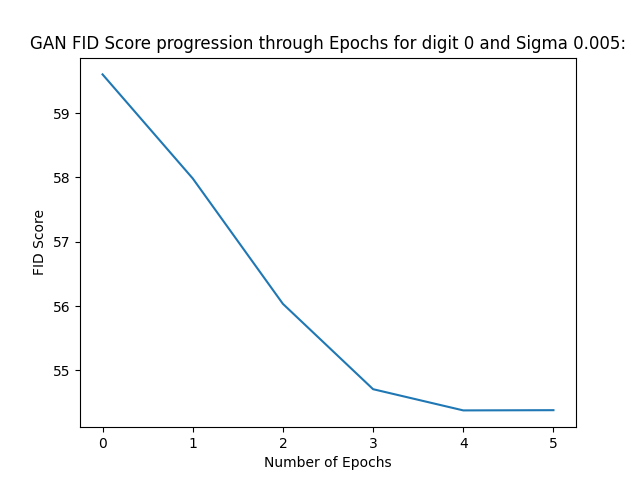 GAN FID Score progression through Epochs for digit 0 and Sigma 0.005:
59
58
57
56
55
FID Score
0 1 2 3 4 5
Number of Epochs